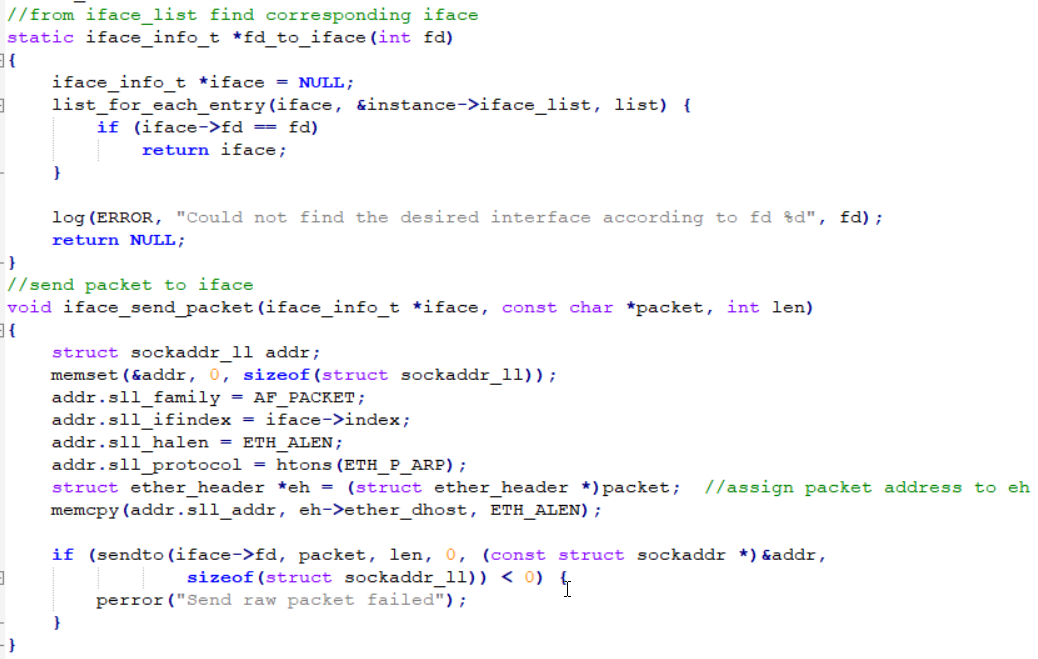 //from iface_list find corresponding iface
static iface_info_t *fd_to_iface(int fd)
{
    iface_info_t *iface = NULL;
    list_for_each_entry(iface, &instance->iface_list, list) {
        if (iface->fd == fd)
            return iface;
    }

    log(ERROR, "Could not find the desired interface according to fd %d", fd);
    return NULL;
}
//send packet to iface
void iface_send_packet(iface_info_t *iface, const char *packet, int len)
{
    struct sockaddr_ll addr;
    memset(&addr, 0, sizeof(struct sockaddr_ll));
    addr.sll_family = AF_PACKET;
    addr.sll_ifindex = iface->index;
    addr.sll_halen = ETH_ALEN;
    addr.sll_protocol = htons(ETH_P_ARP);
    struct ether_header *eh = (struct ether_header *)packet;  //assign packet address to eh
    memcpy(addr.sll_addr, eh->ether_dhost, ETH_ALEN);

    if (sendto(iface->fd, packet, len, 0, (const struct sockaddr *)&addr,
                sizeof(struct sockaddr_ll)) < 0) {
        perror("Send raw packet failed");
    }
}